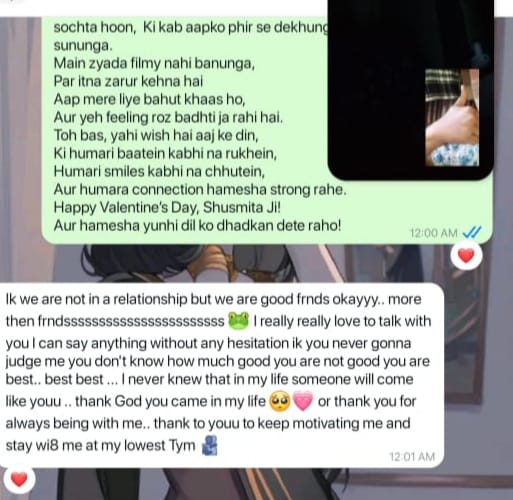 sochta hoon, Ki kab aapko phir se
sununga.
Main zyada filmy nahi banunga,
Par itna zarur kehna hai
Aap mere liye bahut khaas ho,
Aur yeh feeling roz badhti ja rahi hai.
Toh bas, yahi wish hai aaj ke din,
Ki humari baatein kabhi na rukhein,
Humari smiles kabhi na chhutein,
Aur humara connection hamesha strong rahe.
Happy Valentine's Day, Shusmita Ji!
Aur hamesha yunhi dil ko dhadkan dete raho!
12:00 AM
Ik we are not in a relationship but we are good frnds okayyy.. more
then frndsssssssssssssssssssssss 🐸 I really really love to talk with
you I can say anything without any hesitation ik you never gonna
judge me you don't know how much good you are not good you are
best.. best best ... I never knew that in my life someone will come
like youu .. thank God you came in my life 🥺💗 or thank you for
always being with me.. thank to youu to keep motivating me and
stay wi8 me at my lowest Tym 🫂
12:01 AM